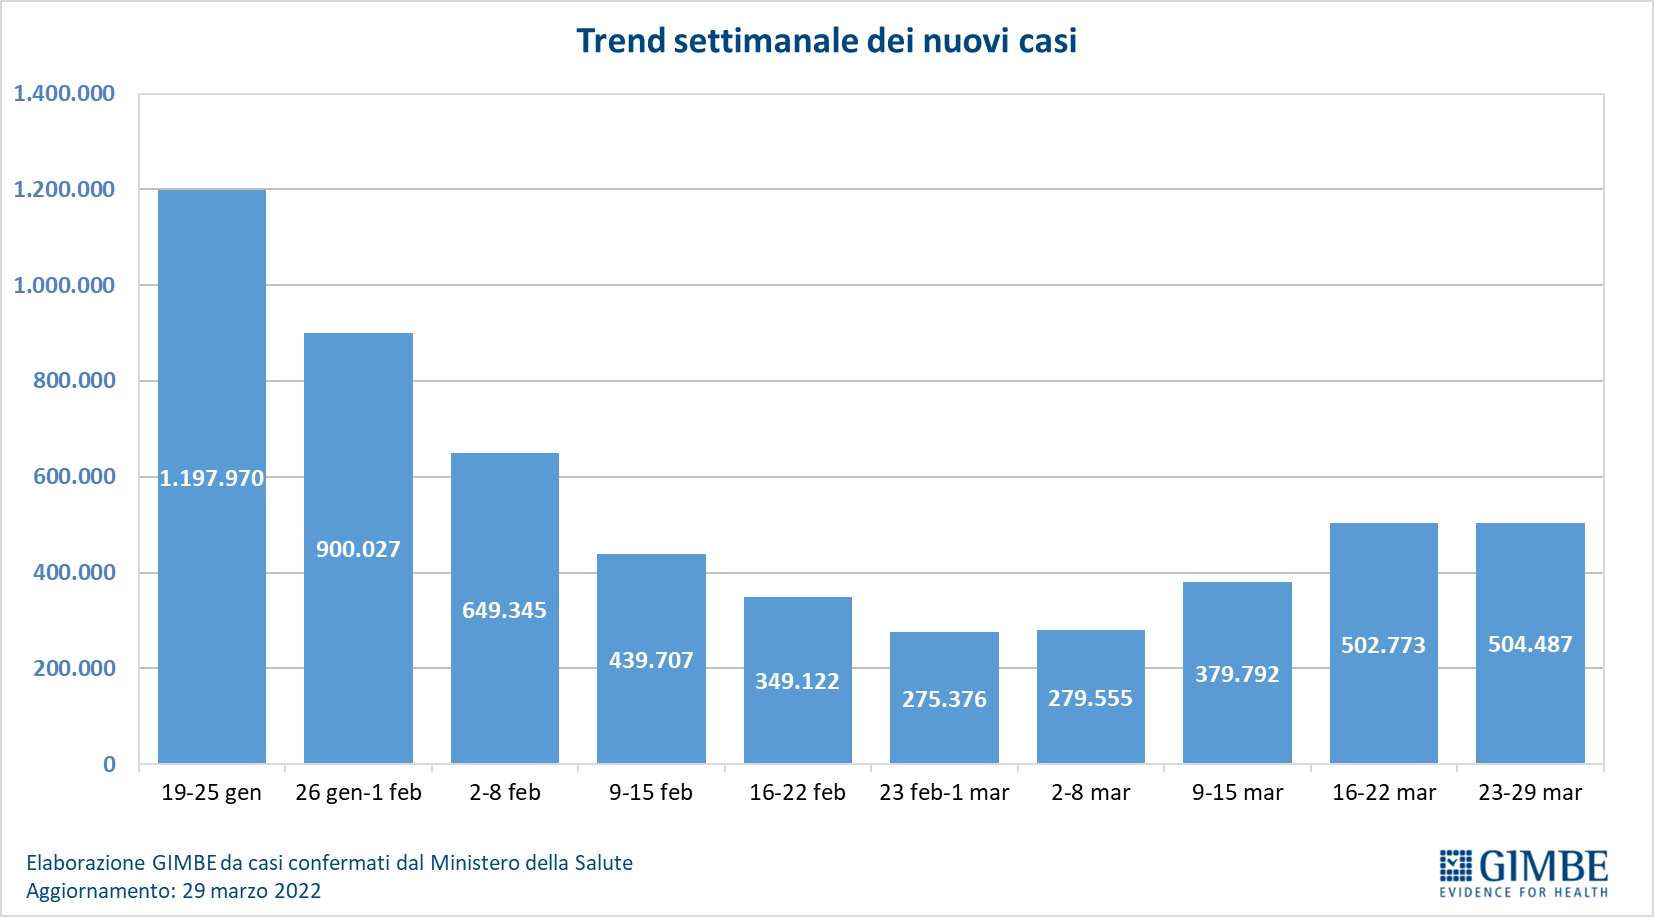 Trend settimanale dei nuovi casi
1.400.000
1.200.000
1.000.000
800.000
600.000
400.000
200.000
0
1.197.970
900.027
649.345
439.707
349.122
275.376
279.555
379.792
502.773
504.487
19-25 gen
26 gen-1 feb
2-8 feb
9-15 feb
16-22 feb
23 feb-1 mar
2-8 mar
9-15 mar
16-22 mar
23-29 mar
Elaborazione GIMBE da casi confermati dal Ministero della Salute
Aggiornamento: 29 marzo 2022
GIMBE
EVIDENCE FOR HEALTH